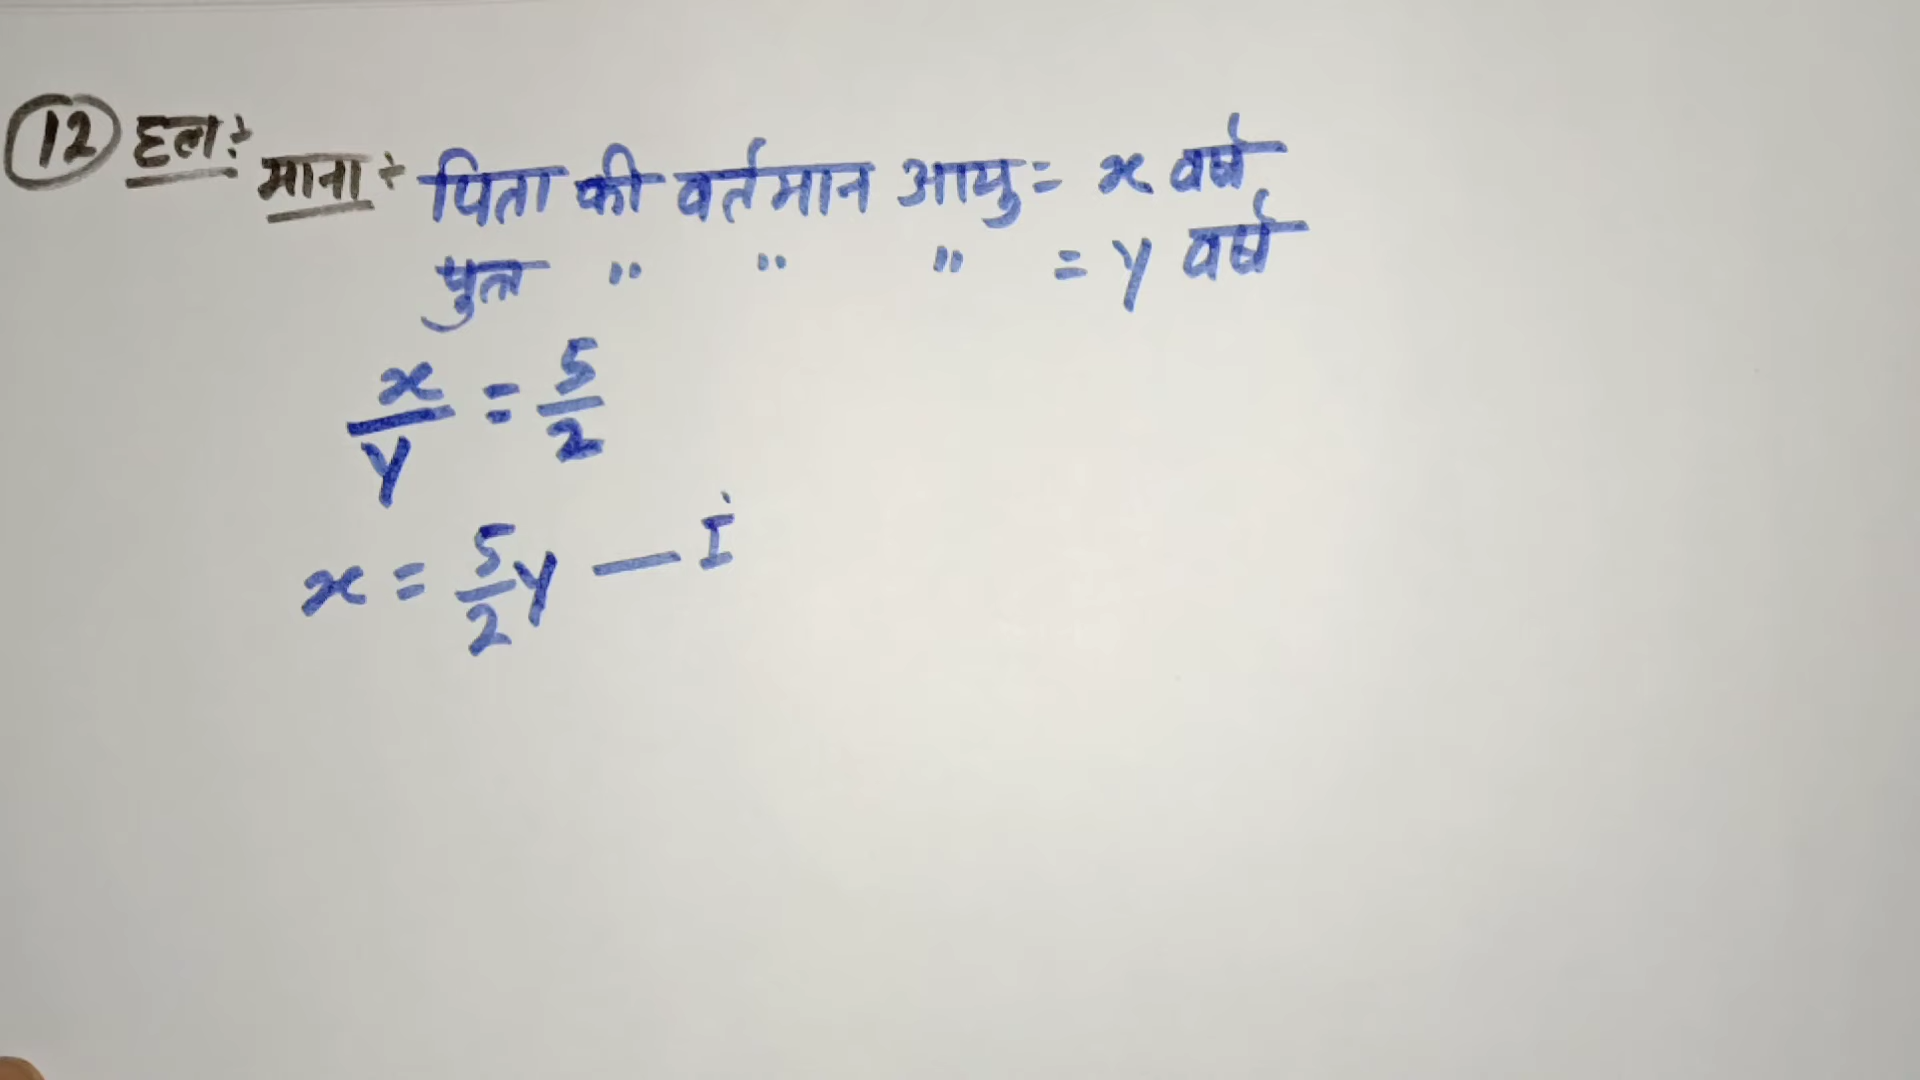 12 हल:-
माना:- पिता की वर्तमान आयु = x वर्ष
पुत्र " " " = y वर्ष
x/y = 5/2
x = 5/2 y — I